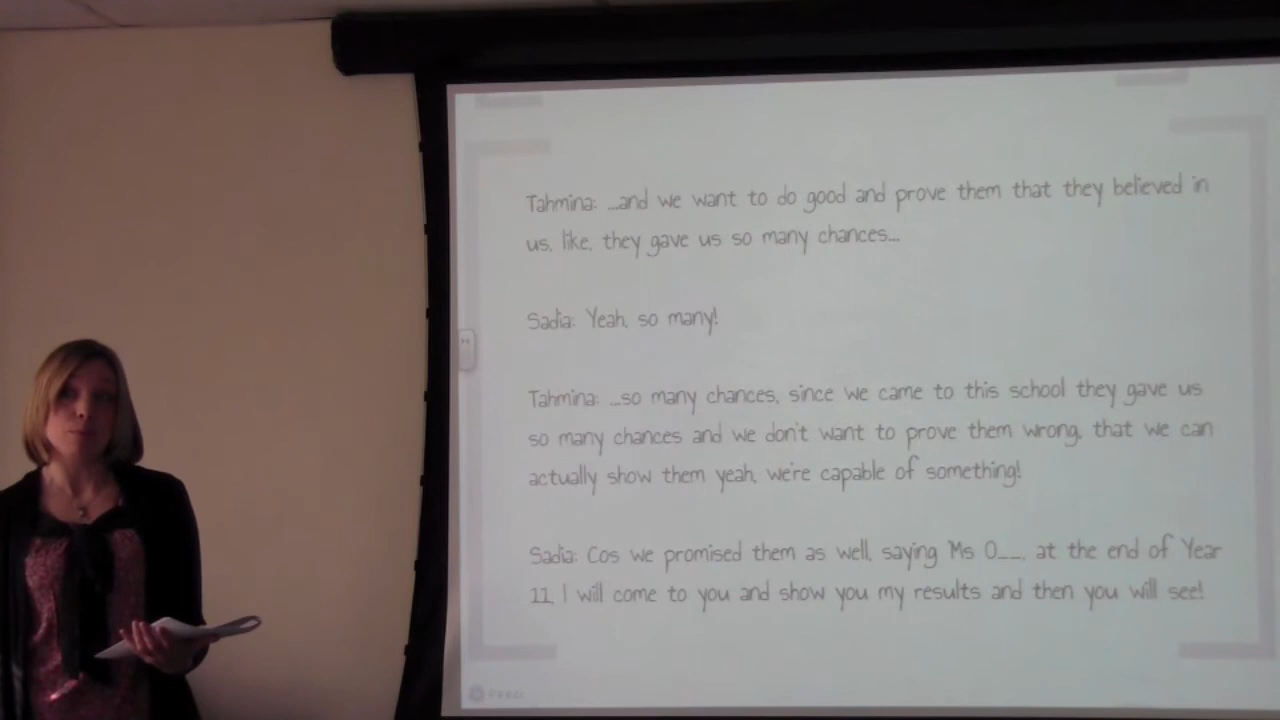 Tahmina: ...and we want to do good and prove them that they believed in
us, like, they gave us so many chances...
Sadia: Yeah, so many!
Tahmina: ...so many chances, since we came to this school they gave us
so many chances and we don't want to prove them wrong, that we can
actually show them yeah, we're capable of something!
Sadia: Cos we promised them as well, saying Ms O__, at the end of Year
11, I will come to you and show you my results and then you will see!